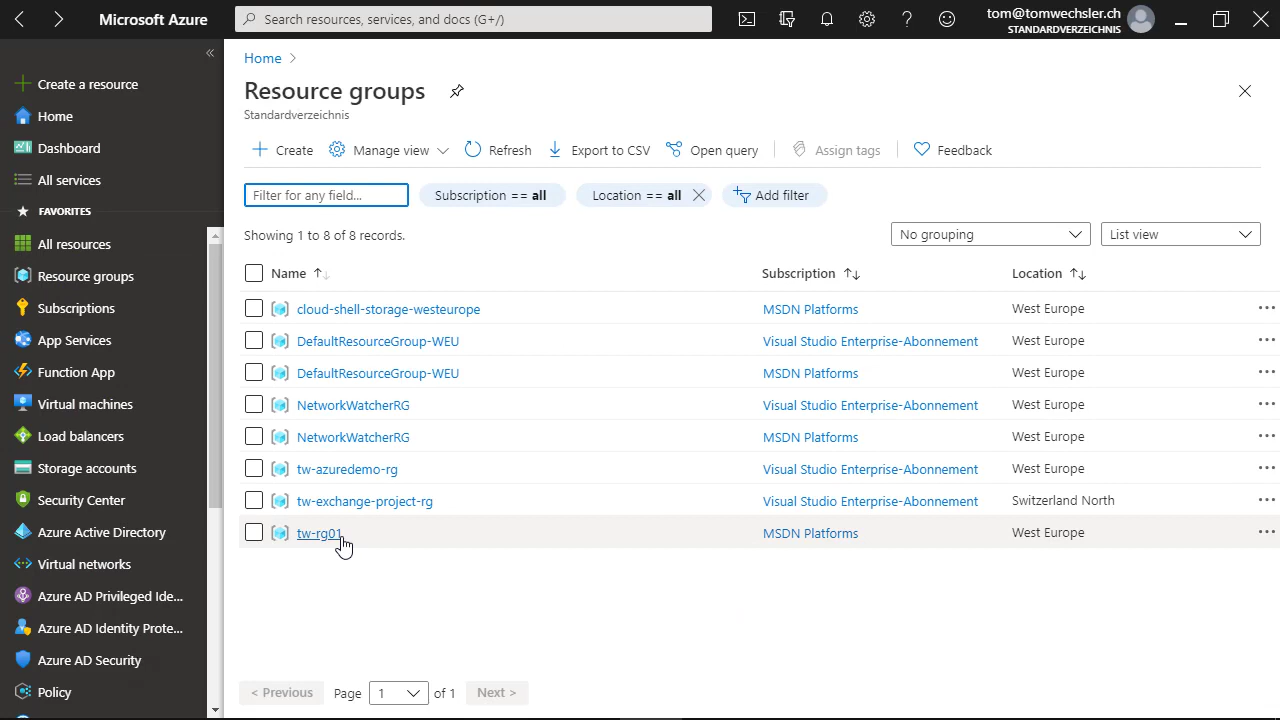 Microsoft Azure
Search resources, services, and docs (G+/)
tom@tomwechsler.ch
STANDARDVERZEICHNIS
«
Create a resource
Home
Dashboard
All services
FAVORITES
All resources
Resource groups
Subscriptions
App Services
Function App
Virtual machines
Load balancers
Storage accounts
Security Center
Azure Active Directory
Virtual networks
Azure AD Privileged Ide...
Azure AD Identity Prote...
Azure AD Security
Policy
Home >
Resource groups
Standardverzeichnis
Create Manage view Refresh Export to CSV Open query Assign tags Feedback
Filter for any field... Subscription == all Location == all Add filter
Showing 1 to 8 of 8 records. No grouping List view
Name Subscription Location
cloud-shell-storage-westeurope MSDN Platforms West Europe
DefaultResourceGroup-WEU Visual Studio Enterprise-Abonnement West Europe
DefaultResourceGroup-WEU MSDN Platforms West Europe
NetworkWatcherRG Visual Studio Enterprise-Abonnement West Europe
NetworkWatcherRG MSDN Platforms West Europe
tw-azuredemo-rg Visual Studio Enterprise-Abonnement West Europe
tw-exchange-project-rg Visual Studio Enterprise-Abonnement Switzerland North
tw-rg01 MSDN Platforms West Europe
< Previous Page 1 of 1 Next >